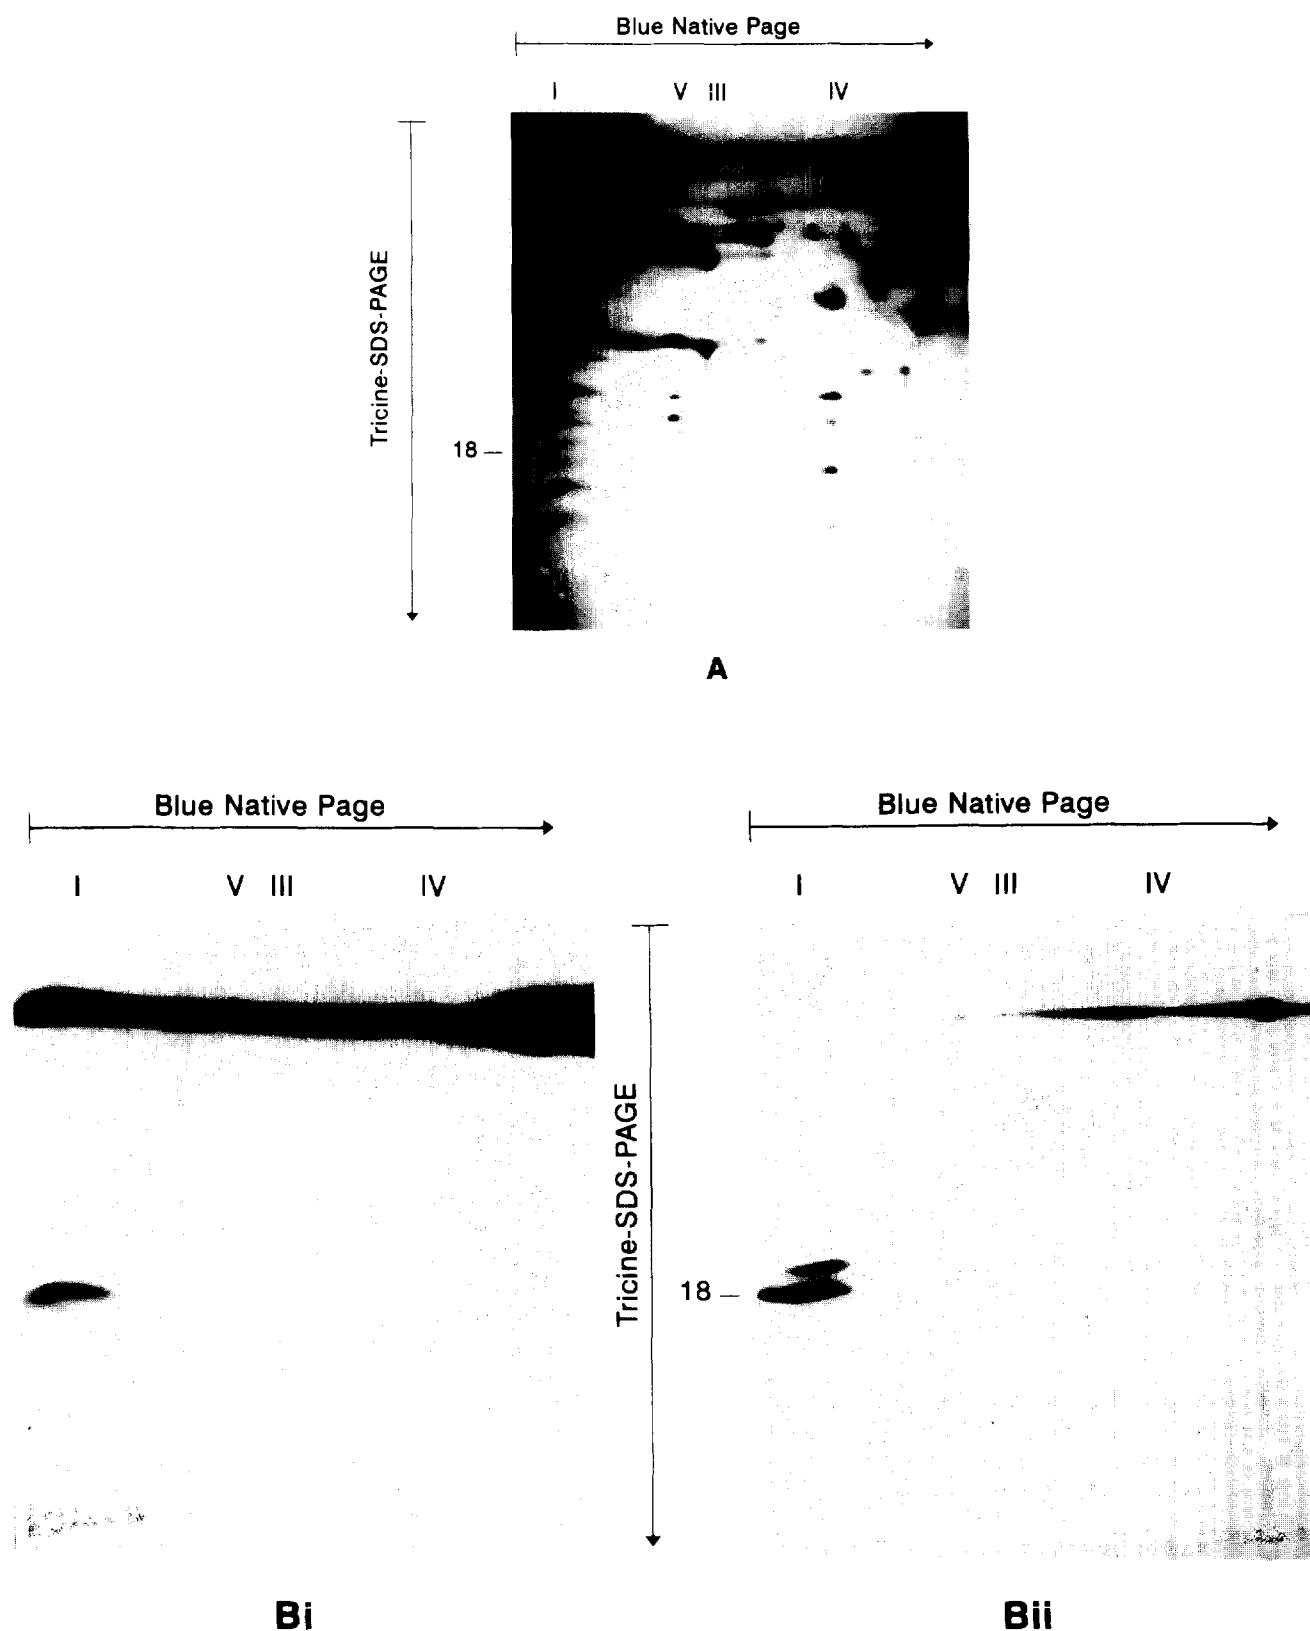 Blue Native Page
I V III IV
Tricine-SDS-PAGE
18
A
Blue Native Page
I V III IV
Blue Native Page
I V III IV
Tricine-SDS-PAGE
18
Bi
Bii